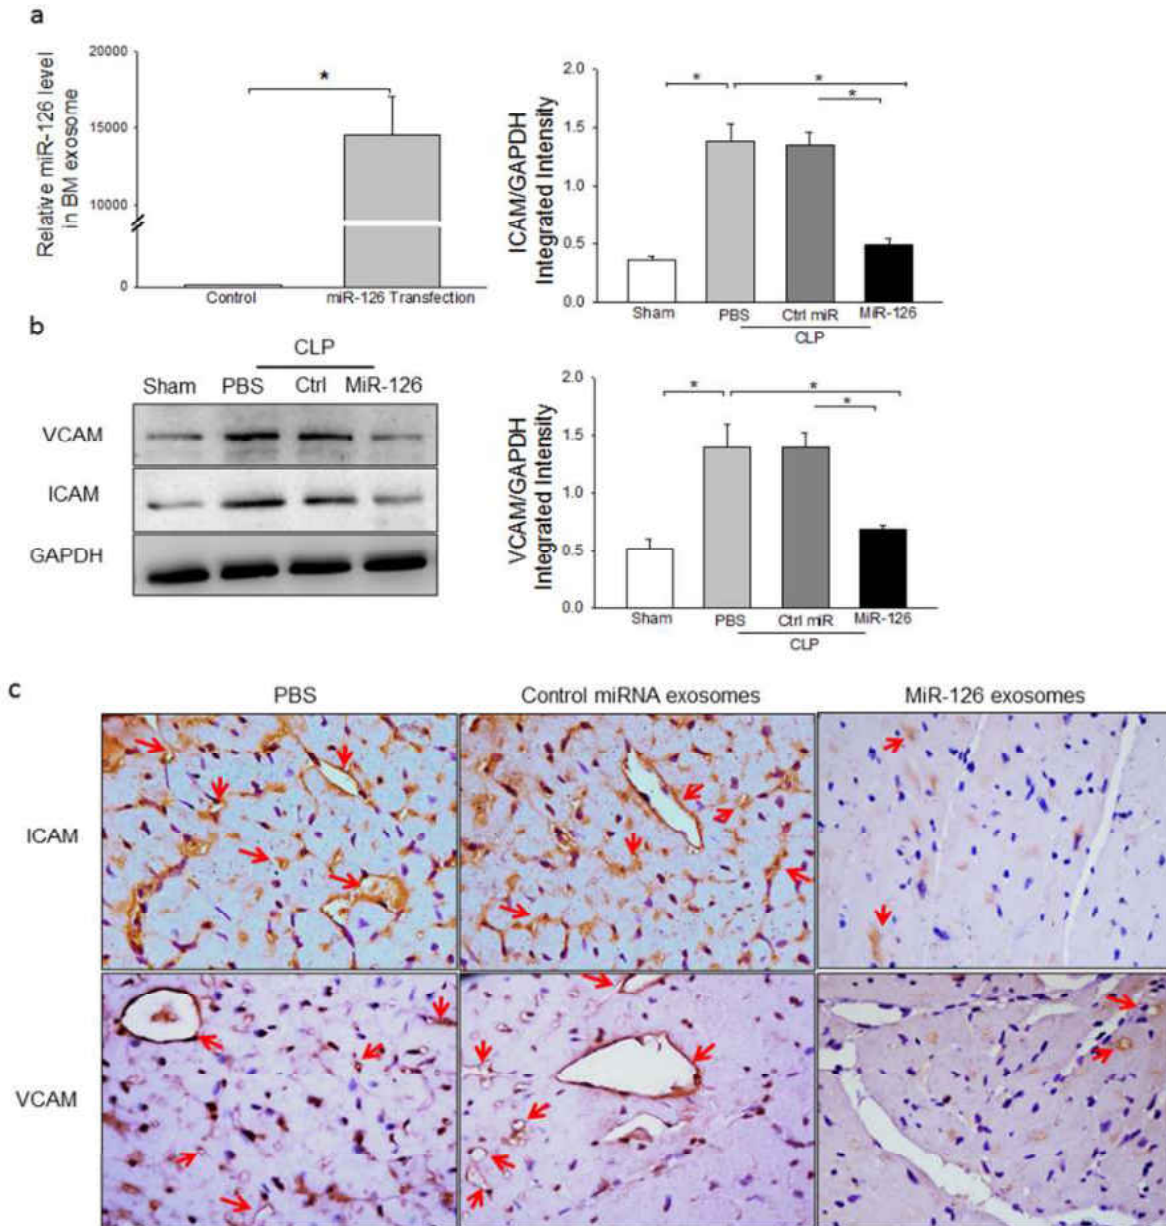 a
20000
15000
10000
0
Relative miR-126 level
in BM exosome
*
Control
miR-126 Transfection
2.0
1.5
1.0
0.5
0.0
ICAM/GAPDH
Integrated Intensity
*
*
*
Sham
PBS
Ctrl miR
MiR-126
CLP
b
CLP
Sham
PBS
Ctrl
MiR-126
VCAM
ICAM
GAPDH
2.0
1.5
1.0
0.5
0.0
VCAM/GAPDH
Integrated Intensity
*
*
*
Sham
PBS
Ctrl miR
MiR-126
CLP
c
PBS
Control miRNA exosomes
MiR-126 exosomes
ICAM
VCAM